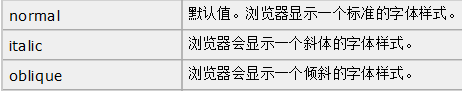 normal 默认值。浏览器显示一个标准的字体样式。
italic 浏览器会显示一个斜体的字体样式。
oblique 浏览器会显示一个倾斜的字体样式。